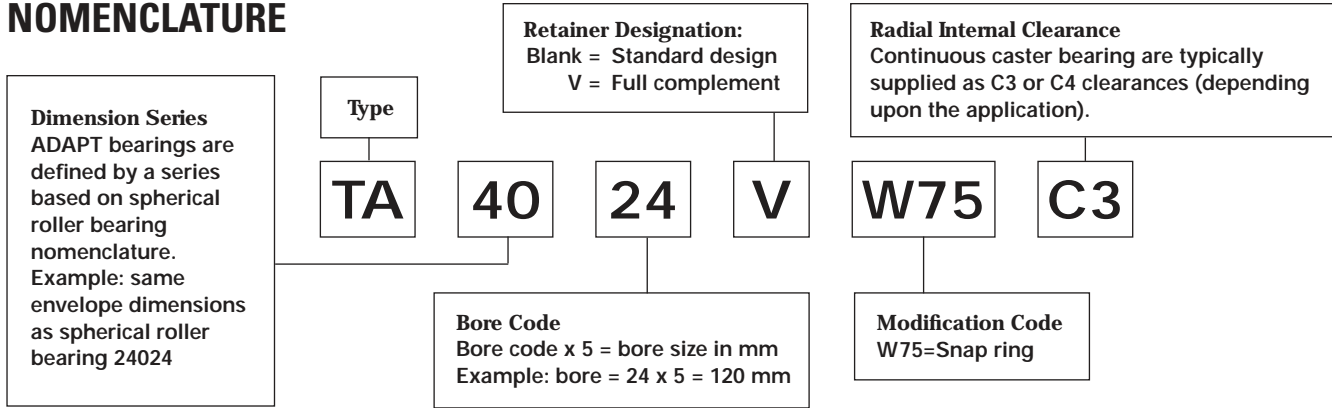 NOMENCLATURE
Retainer Designation:
Blank = Standard design
V = Full complement
Radial Internal Clearance
Continuous caster bearing are typically
supplied as C3 or C4 clearances (depending
upon the application).
Dimension Series
ADAPT bearings are
defined by a series
based on spherical
roller bearing
nomenclature.
Example: same
envelope dimensions
as spherical roller
bearing 24024
Type
TA 40 24 V W75 C3
Bore Code
Bore code x 5 = bore size in mm
Example: bore = 24 x 5 = 120 mm
Modification Code
W75=Snap ring